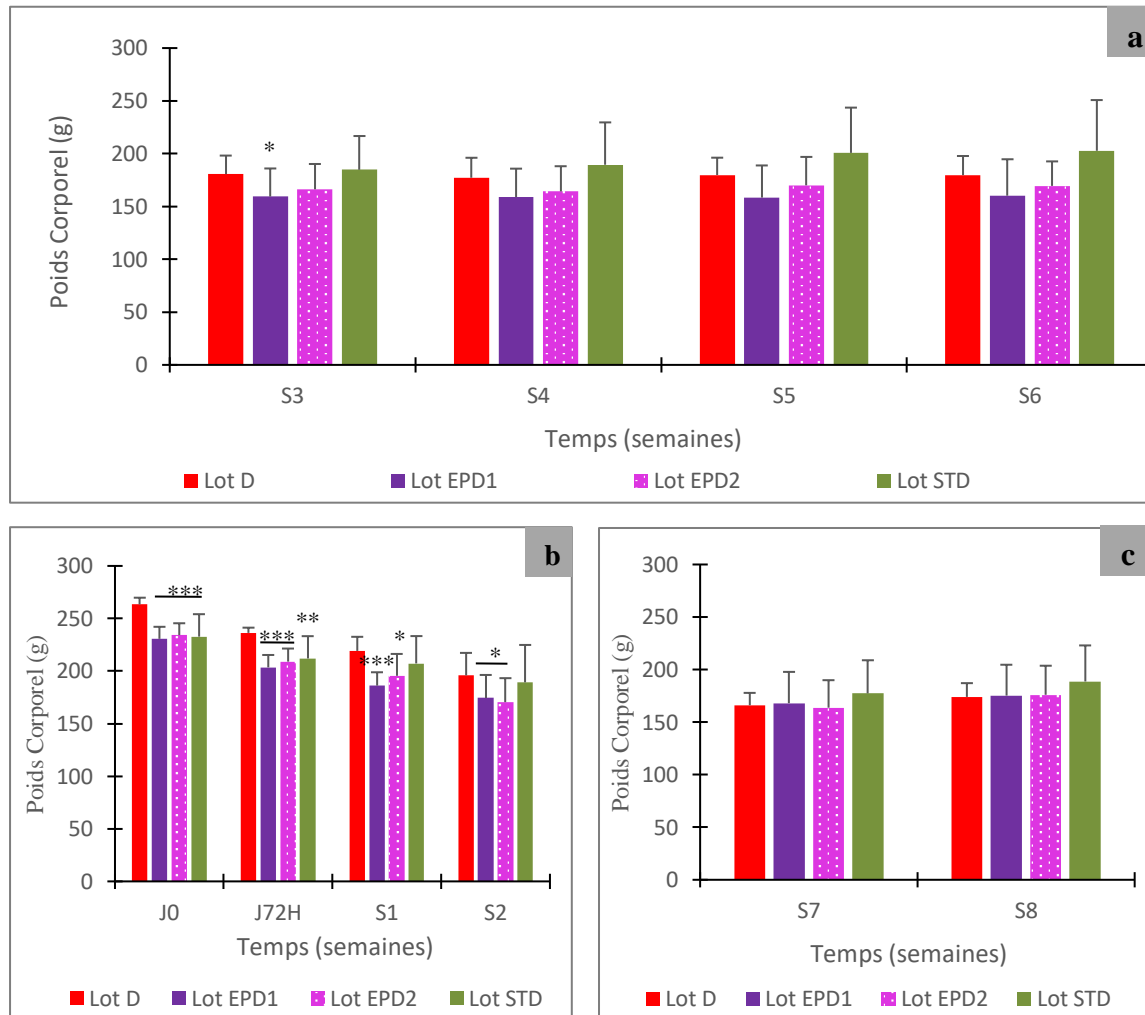 a
300
250
200
150
100
50
0
Poids Corporel (g)
*
S3 S4 S5 S6
Temps (semaines)
Lot D Lot EPD1 Lot EPD2 Lot STD
b
300
250
200
150
100
50
0
Poids Corporel (g)
***
***
**
***
*
*
J0 J72H S1 S2
Temps (semaines)
Lot D Lot EPD1 Lot EPD2 Lot STD
c
300
250
200
150
100
50
0
Poids Corporel (g)
S7 S8
Temps (semaines)
Lot D Lot EPD1 Lot EPD2 Lot STD